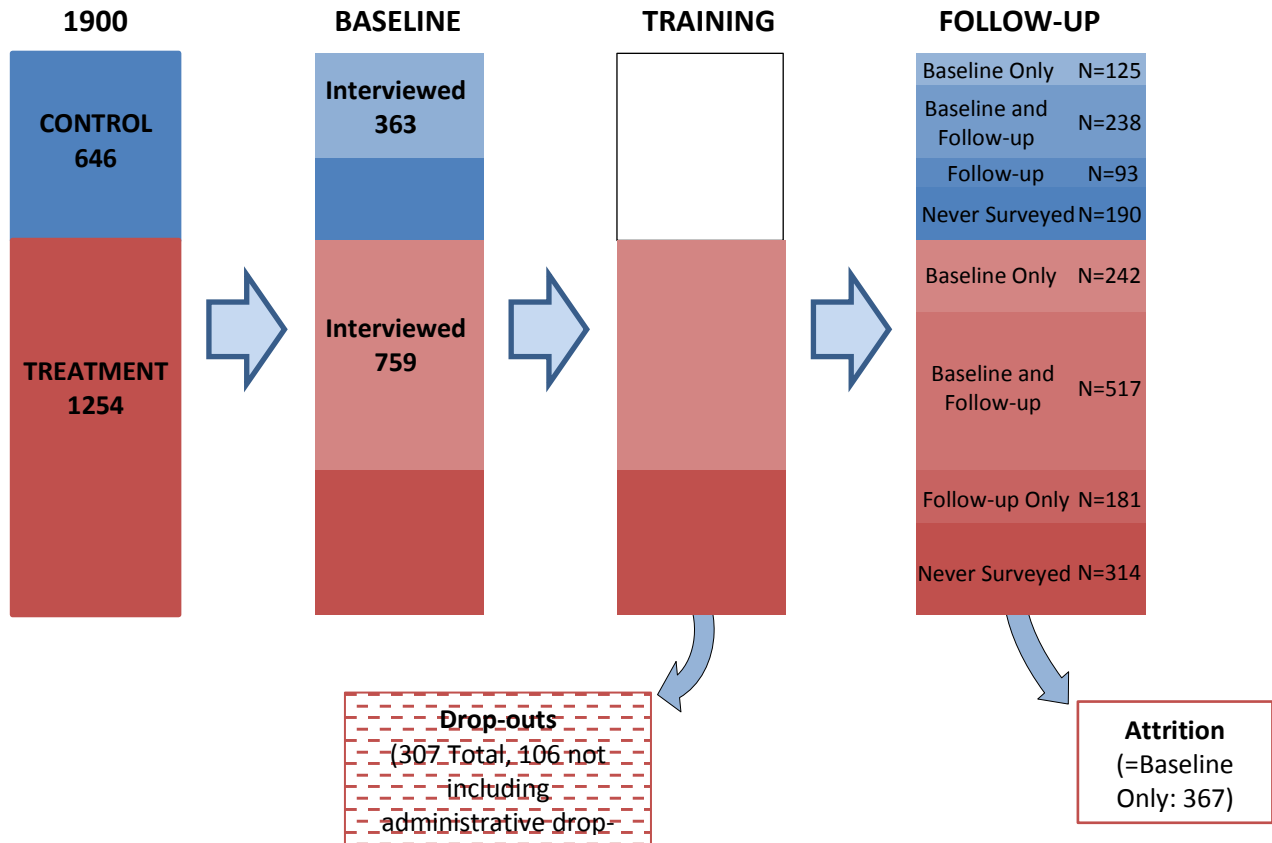 1900
CONTROL
646
TREATMENT
1254
BASELINE
Interviewed
363
Interviewed
759
TRAINING
FOLLOW-UP
Baseline Only N=125
Baseline and
Follow-up
N=238
Follow-up N=93
Never Surveyed N=190
Baseline Only N=242
Baseline and
Follow-up
N=517
Follow-up Only N=181
Never Surveyed N=314
Drop-outs
(307 Total, 106 not
including
administrative drop-
Attrition
(=Baseline
Only: 367)